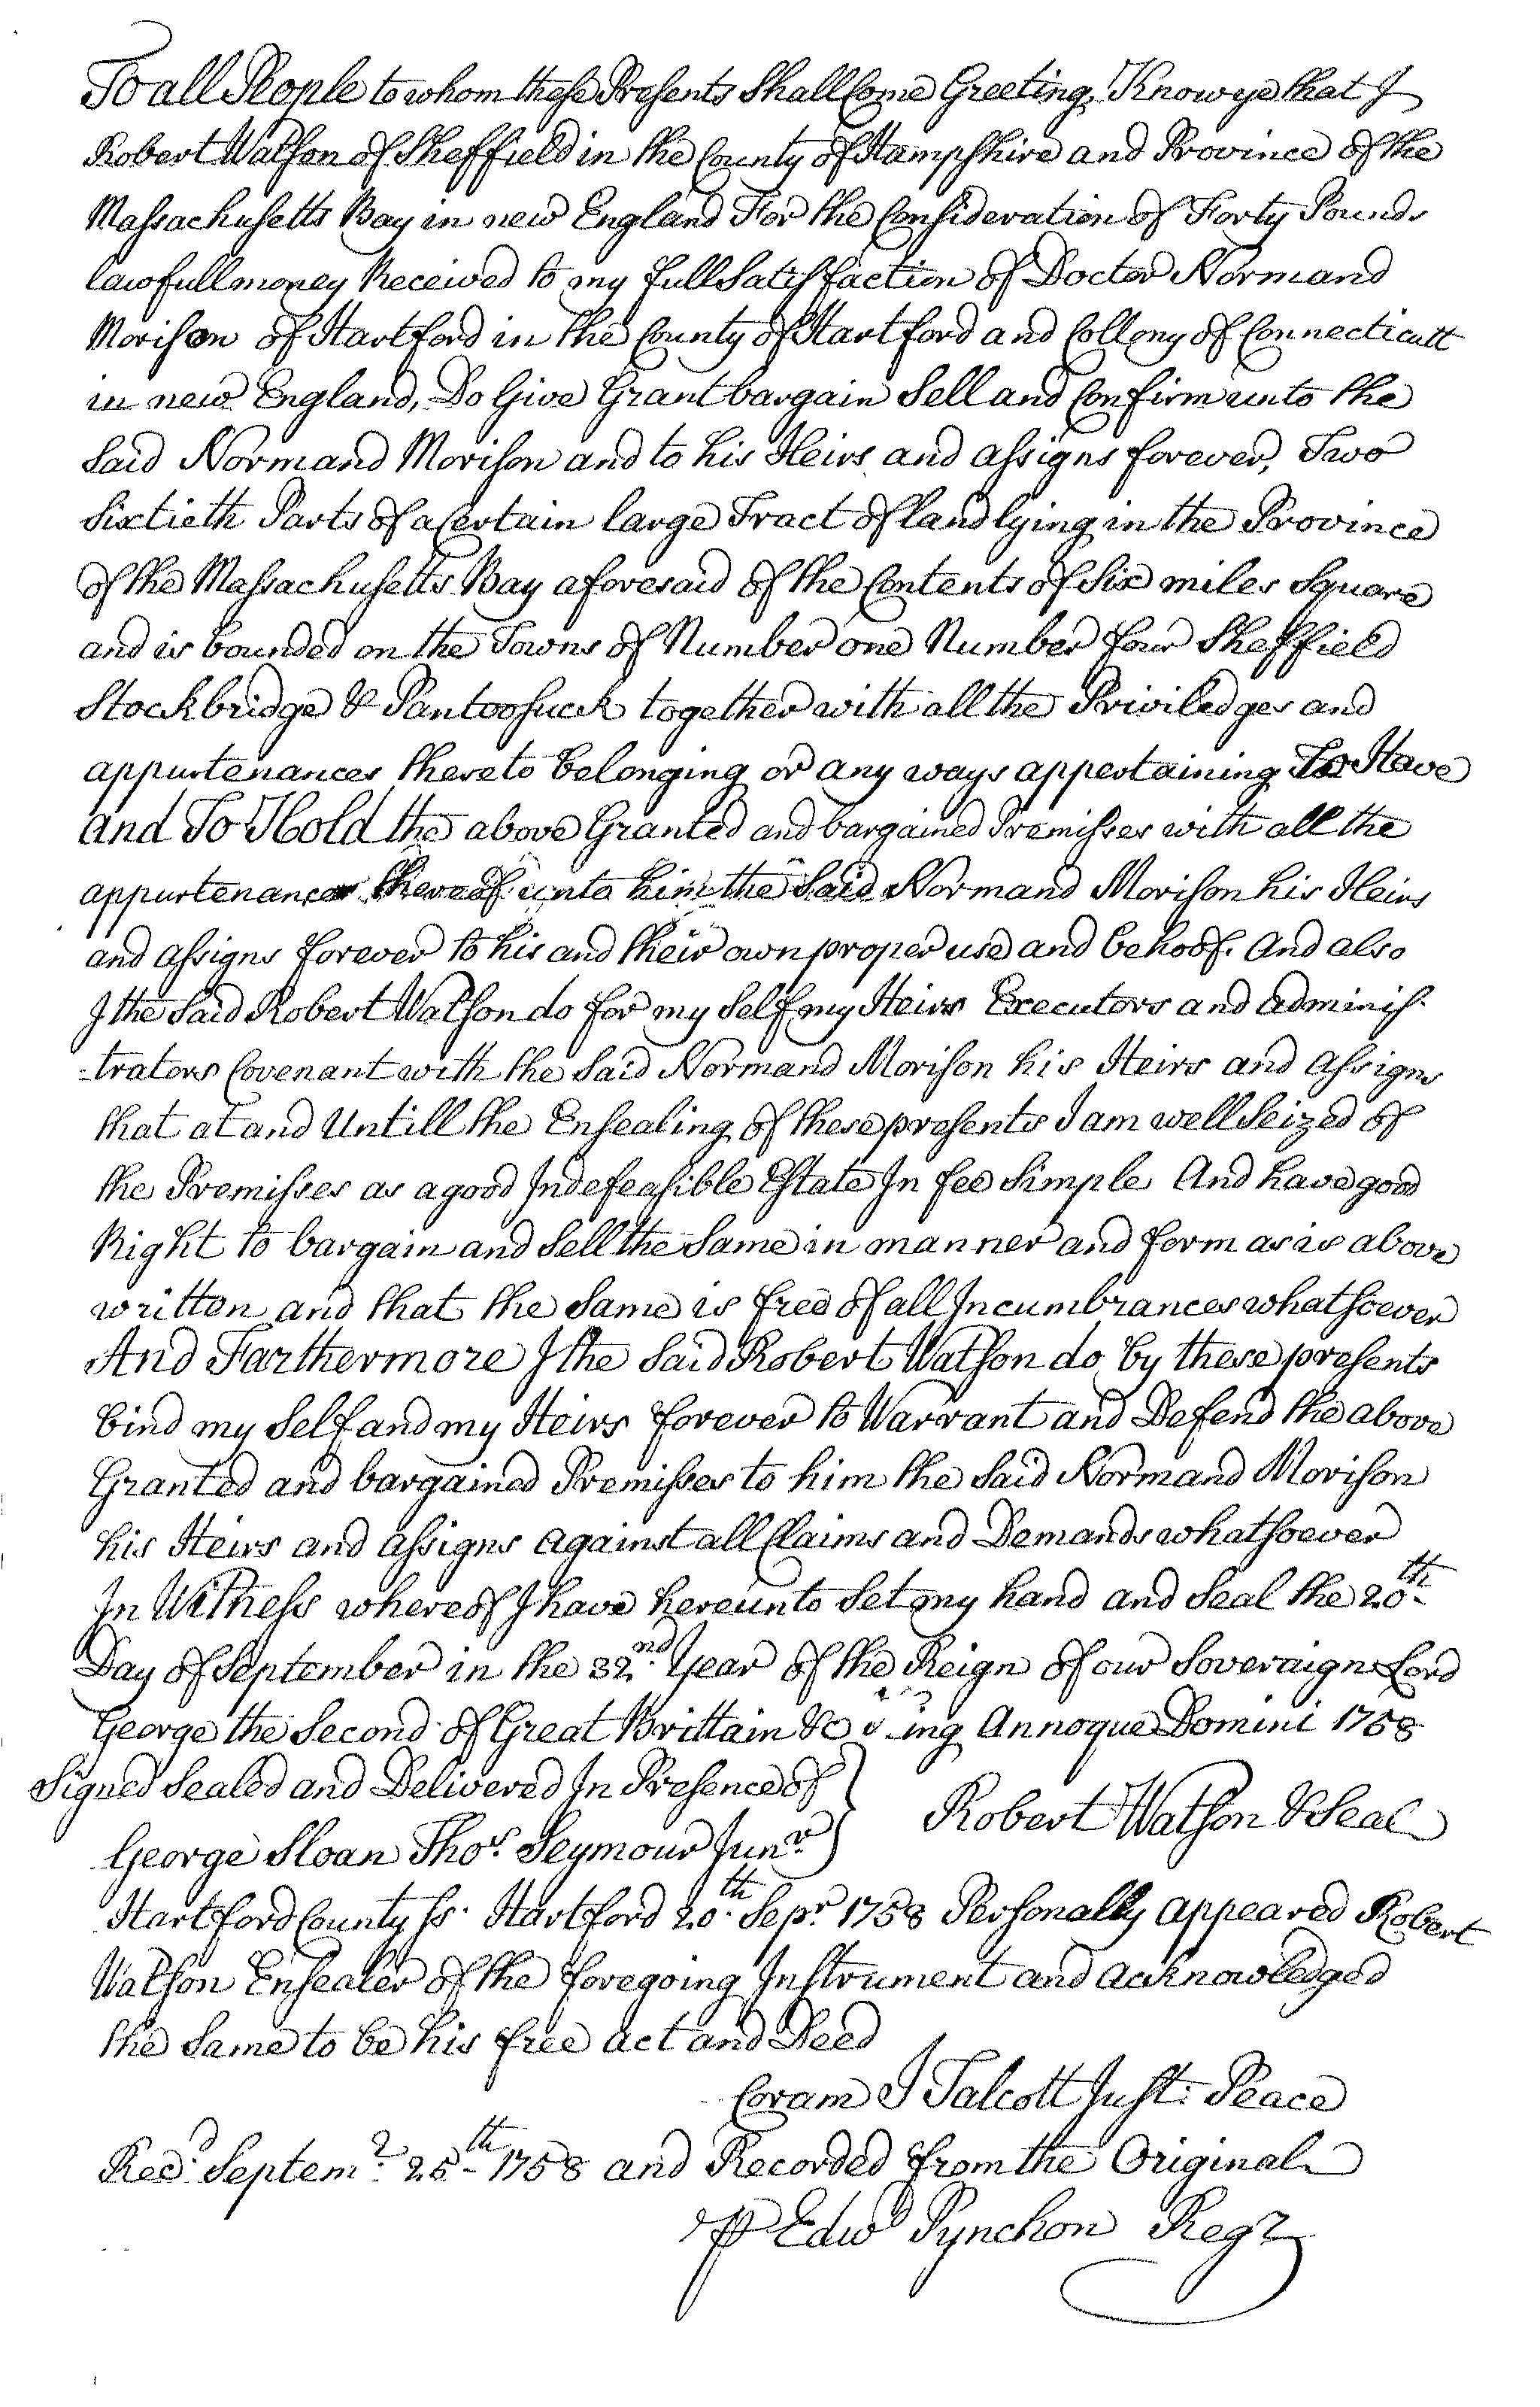 To all People to whom these Presents Shall Come Greeting, Know ye that I
Robert Watson of Sheffield in the County of Hampshire and Province of the
Massachusetts Bay in new England For the Consideration of Forty Pounds
lawfull money Received to my full Satisfaction of Doctor Normand
Morison of Hartford in the County of Hartford and Collony of Connecticutt
in new England, Do Give Grant bargain Sell and Confirm unto the
Said Normand Morison and to his Heirs and assigns forever, Two
Sixtieth Parts of a Certain large Tract of land lying in the Province
of the Massachusetts Bay aforesaid of the Contents of Six miles Square
and is bounded on the Towns of Number one Number four Sheffield
Stockbridge & Pantoosuck together with all the Priviledges and
appurtenances thereto belonging or any ways appertaining To Have
and To Hold the above Granted and bargained Premisses with all the
appurtenances thereof unto him the Said Normand Morison his Heirs
and assigns forever to his and their own proper use and behoof. And also
I the Said Robert Watson do for my Self my Heirs Executors and adminis-
-trators Covenant with the Said Normand Morison his Heirs and assigns
that at and Untill the Ensealing of these presents I am well Seized of
the Premisses as a good Indefeasible Estate In fee Simple And have good
Right to bargain and Sell the Same in manner and form as is above
written and that the Same is free of all Incumbrances whatsoever
And Farthermore I the Said Robert Watson do by these presents
bind my Self and my Heirs forever to Warrant and Defend the above
Granted and bargained Premisses to him the Said Normand Morison
his Heirs and assigns against all Claims and Demands whatsoever
In Witness whereof I have hereunto Set my hand and Seal the 20th
Day of September in the 32nd Year of the Reign of our Soveraign Lord
George the Second of Great Brittain &c ing Annoque Domini 1758
Signed Sealed and Delivered In Presence of }
Robert Watson & Seal
George Sloan Thos. Seymour Junr.
Hartford County Ss. Hartford 20th Sepr. 1758 Personally appeared Robert
Watson Ensealer of the foregoing Instrument and acknowledged
the Same to be his free act and Deed
Coram J Talcott Just: Peace
Recd. Septemr. 25th 1758 and Recorded from the Original
⅌ Edwd Pynchon Regr